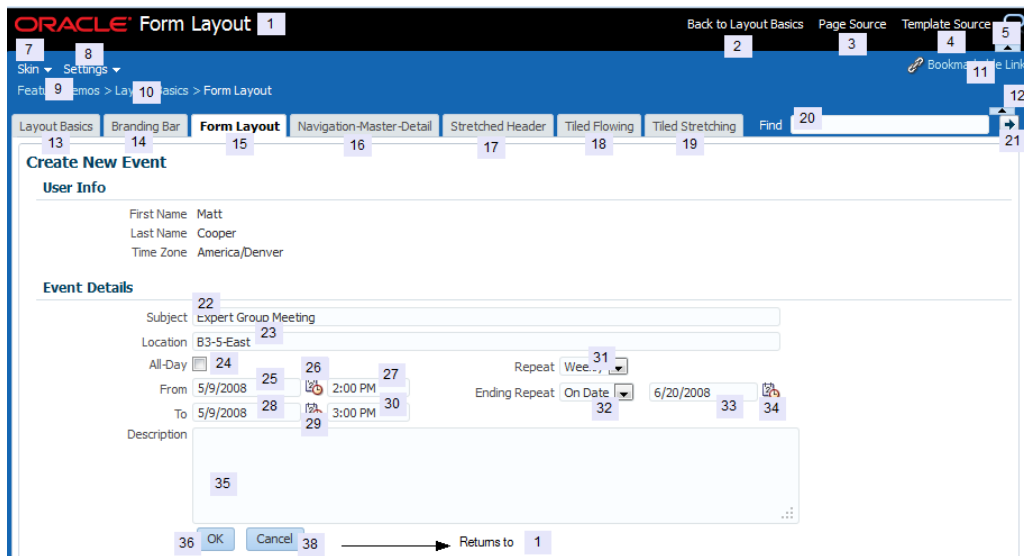 ORACLE Form Layout 1 Back to Layout Basics Page Source Template Source
2 3 4 5
7 8
Skin Settings Bookmarkable Link
9 10 11
Feature Demos > Layout Basics > Form Layout
12
Layout Basics Branding Bar Form Layout Navigation-Master-Detail Stretched Header Tiled Flowing Tiled Stretching Find 20
13 14 15 16 17 18 19 21
Create New Event
User Info
First Name Matt
Last Name Cooper
Time Zone America/Denver
Event Details
22
Subject Expert Group Meeting
23
Location B3-5-East
All-Day 24 26 Repeat Weekly 31
From 5/9/2008 25 2:00 PM 27 Ending Repeat On Date 6/20/2008
To 5/9/2008 28 29 3:00 PM 30 32 33 34
Description
35
36 OK Cancel 38 Returns to 1